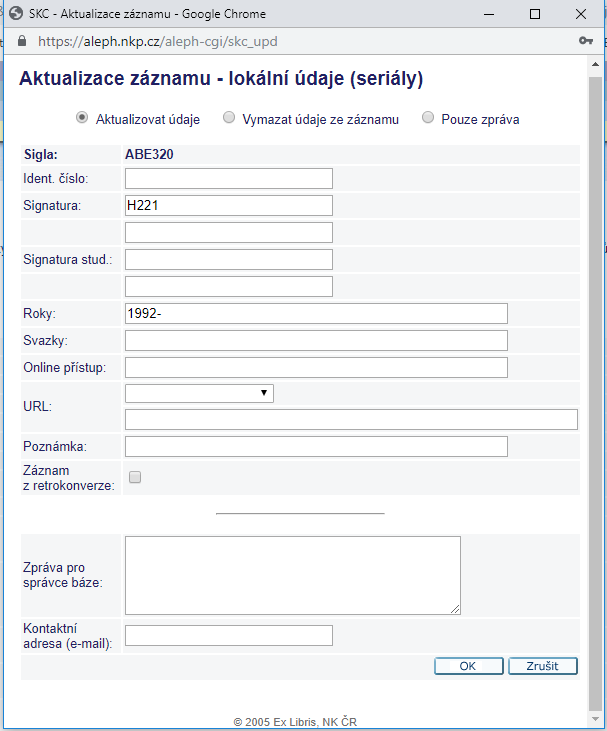 SKC - Aktualizace záznamu - Google Chrome
https://aleph.nkp.cz/aleph-cgi/skc_upd
Aktualizace záznamu - lokální údaje (seriály)
Aktualizovat údaje Vymazat údaje ze záznamu Pouze zpráva
Sigla: ABE320
Ident. číslo:
Signatura: H221
Signatura stud.:
Roky: 1992-
Svazky:
Online přístup:
URL:
Poznámka:
Záznam
z retrokonverze:
Zpráva pro
správce báze:
Kontaktní
adresa (e-mail):
OK Zrušit
© 2005 Ex Libris, NK ČR